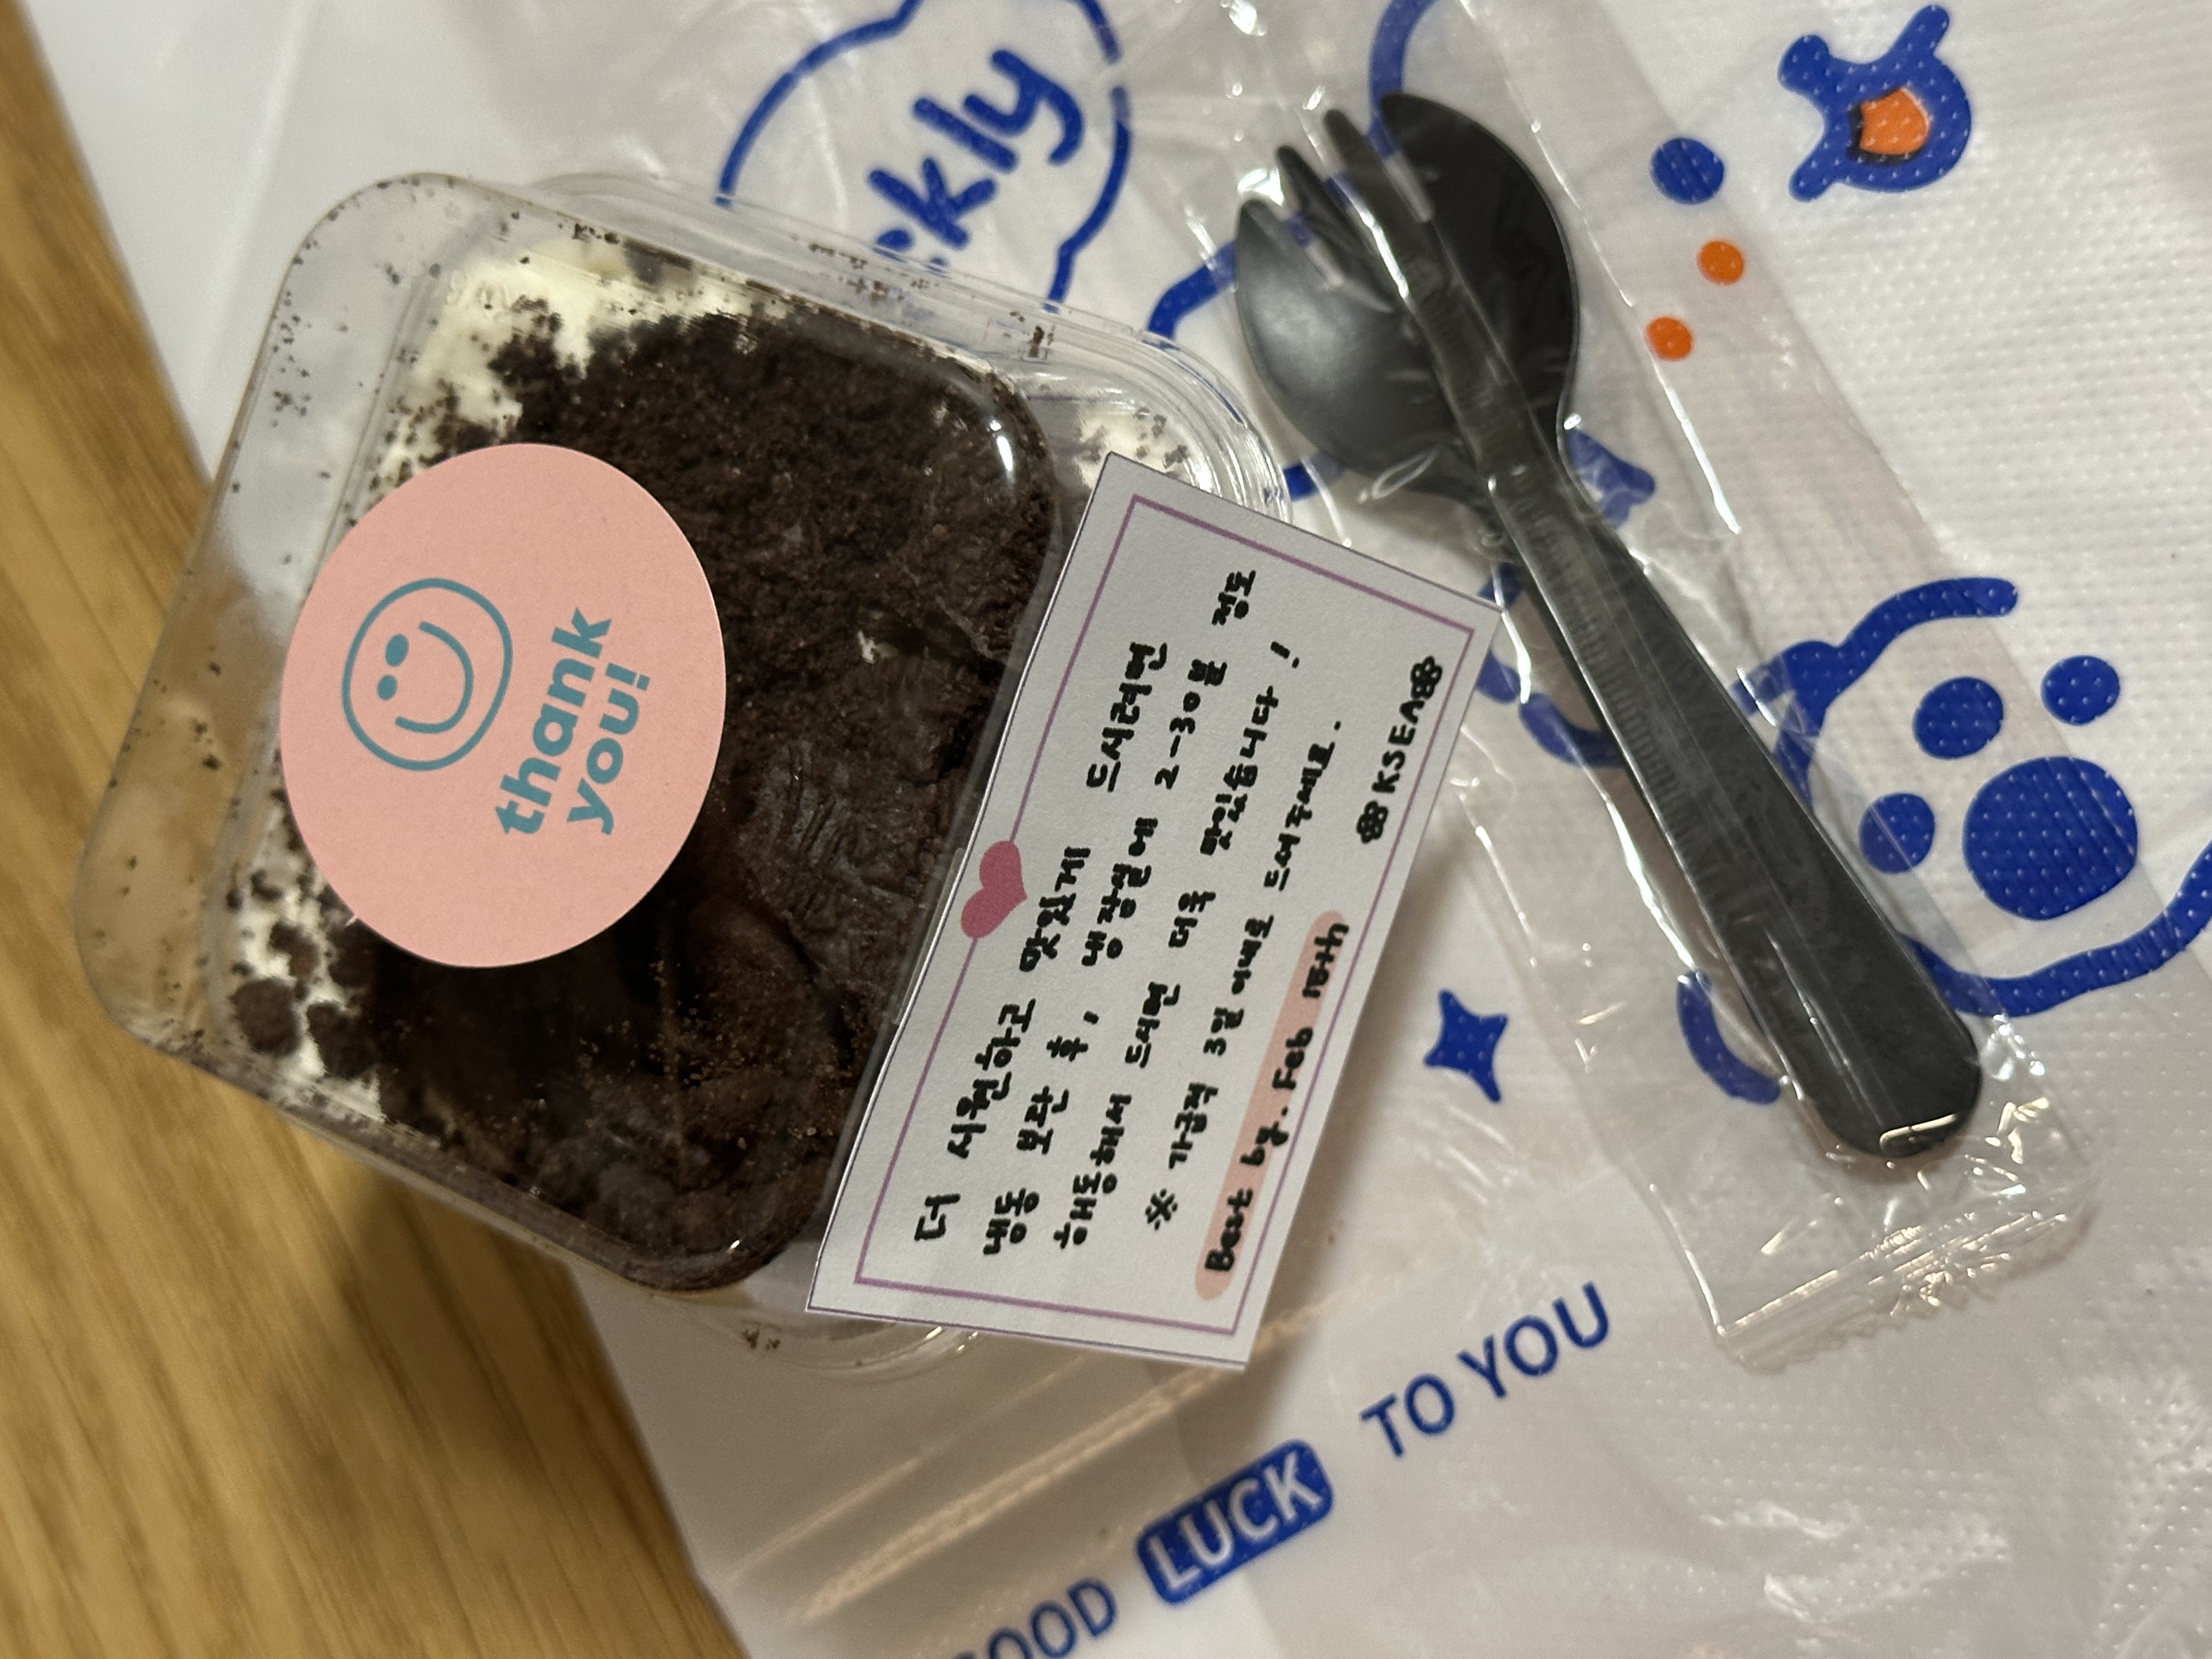 thank
you!
ckly
더 시원하고 맛있게 드시려면
냉동 보관 후, 냉장실에 2-30분 정도
해동해서 드시면 더욱 맛있습니다!
※ 가급적 3일 이내로 드셔주세요.
Best by. Feb 15th
KSEA
GOOD
LUCK
TO YOU